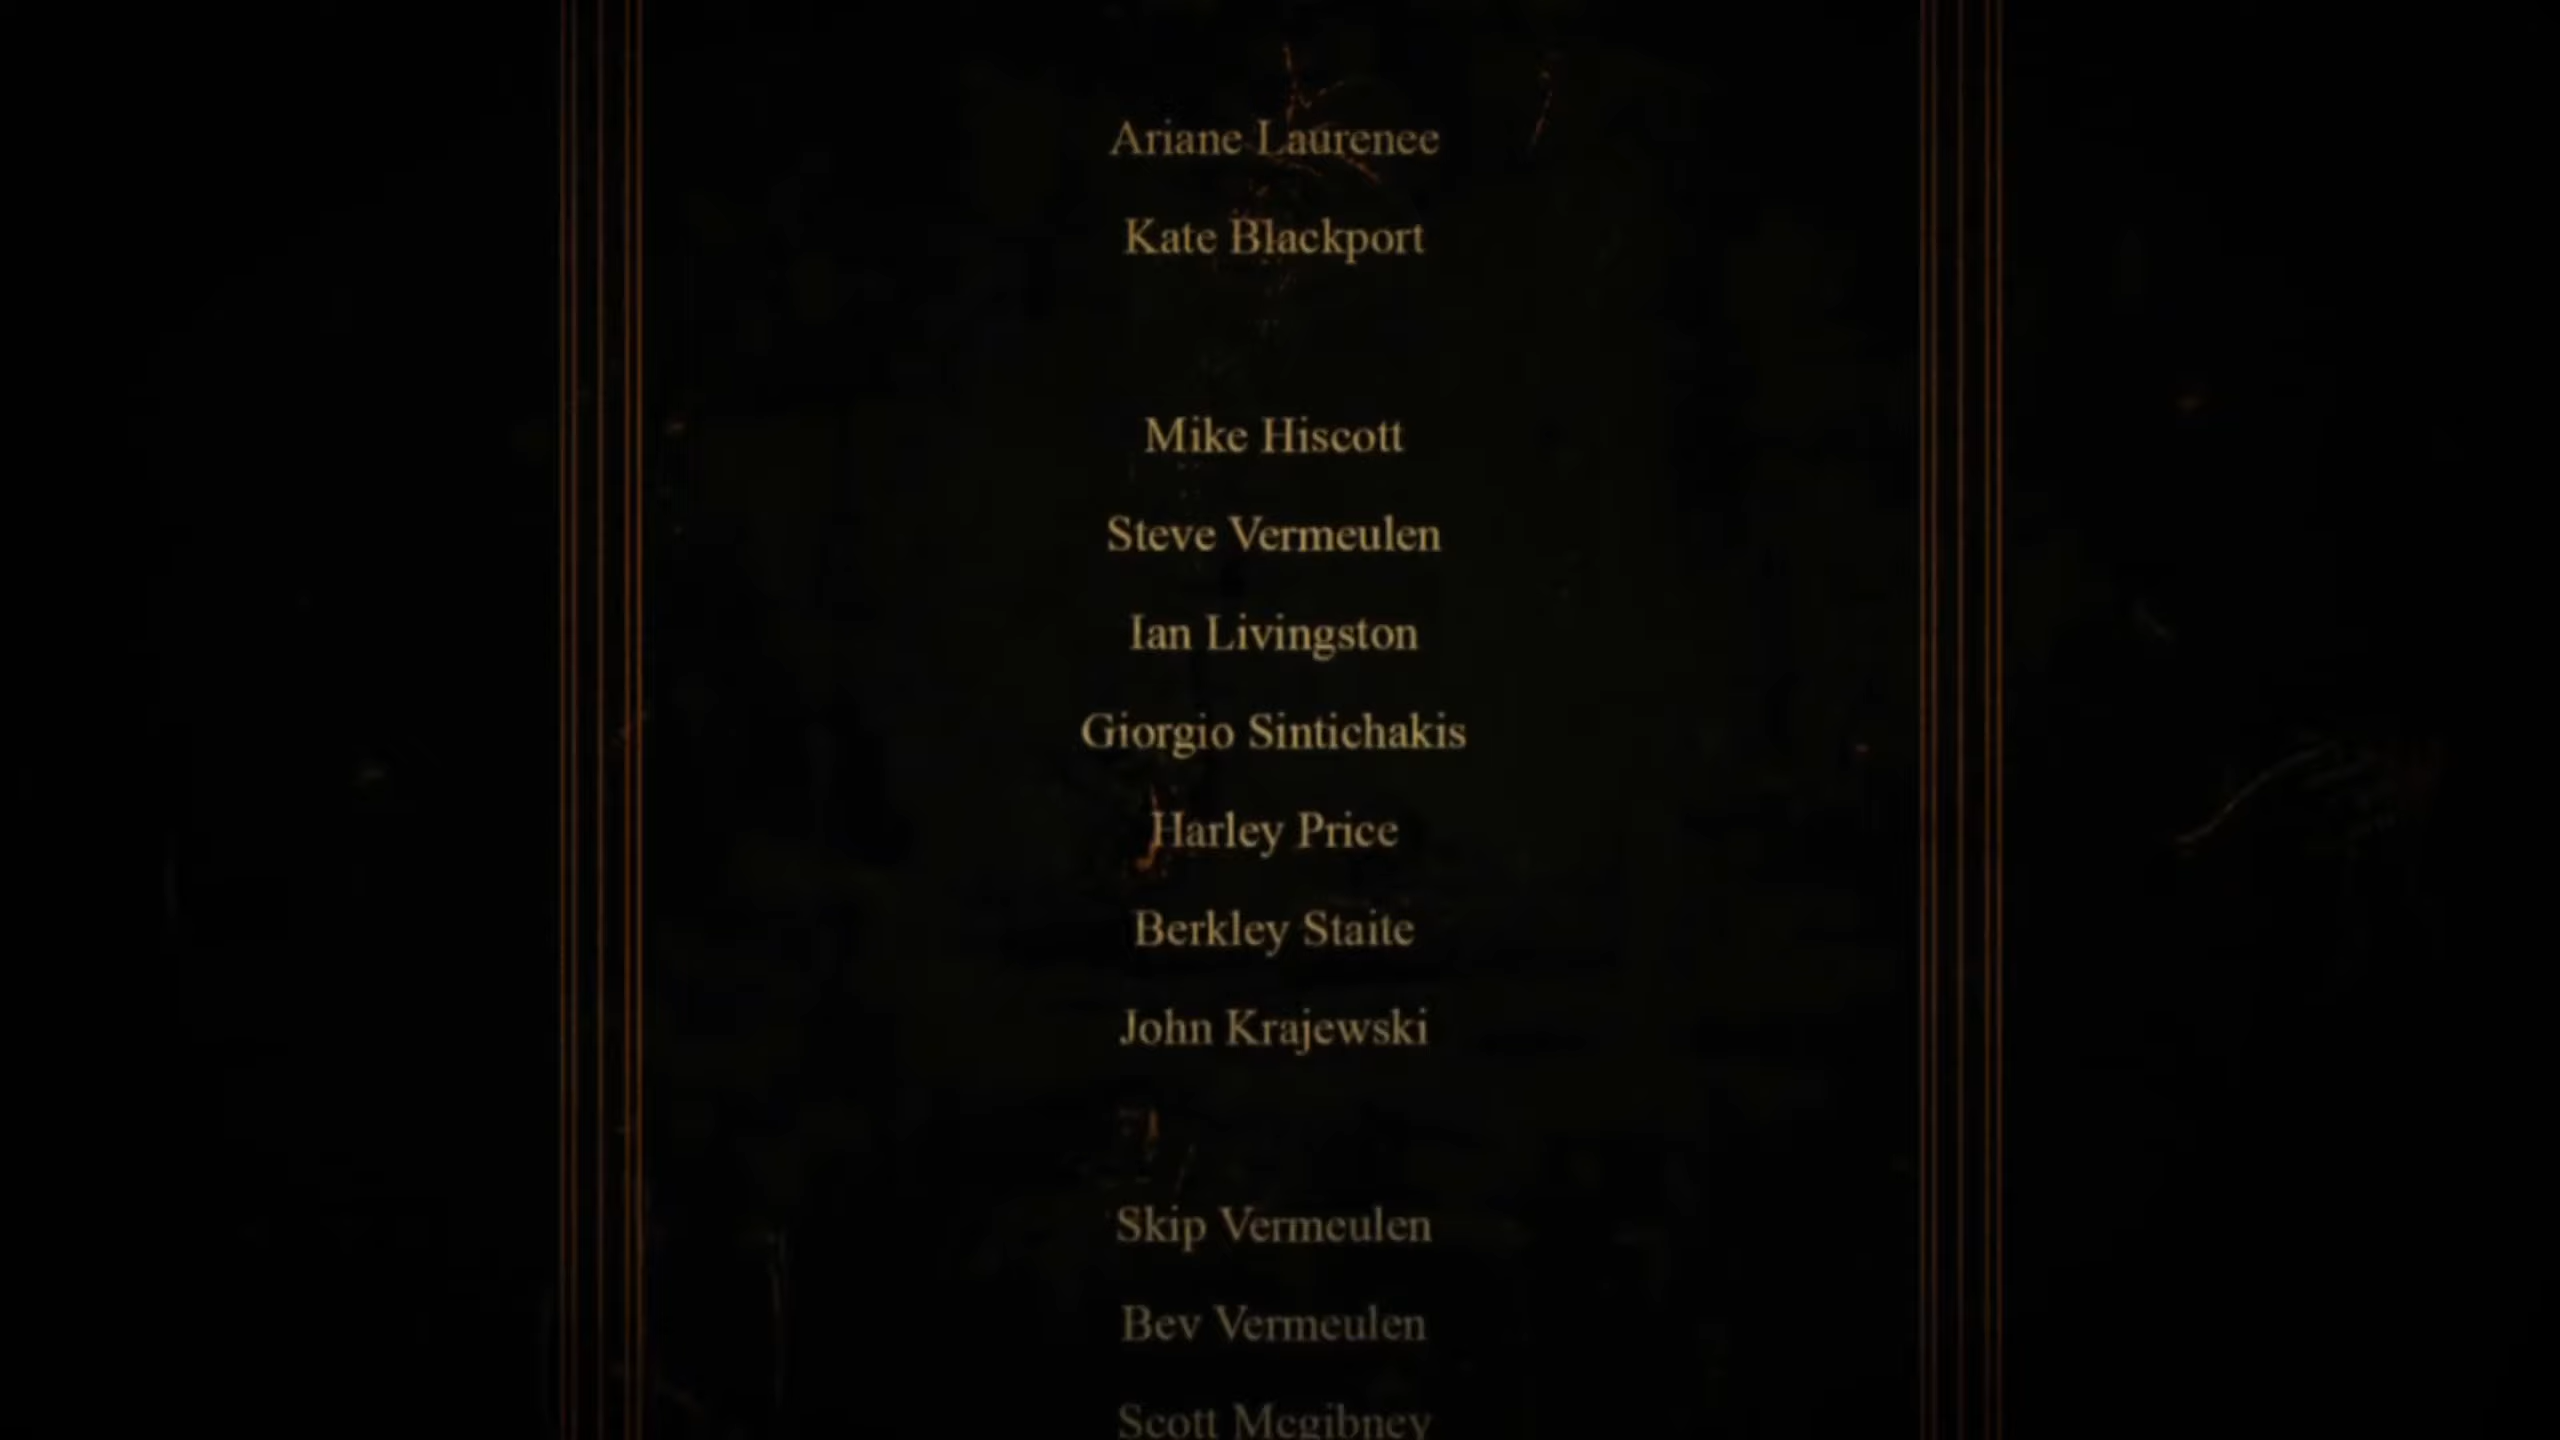 Ariane Laurenee
Kate Blackport
Mike Hiscott
Steve Vermeulen
Ian Livingston
Giorgio Sintichakis
Harley Price
Berkley Staite
John Krajewski
Skip Vermeulen
Bev Vermeulen
Scott Mcgibney